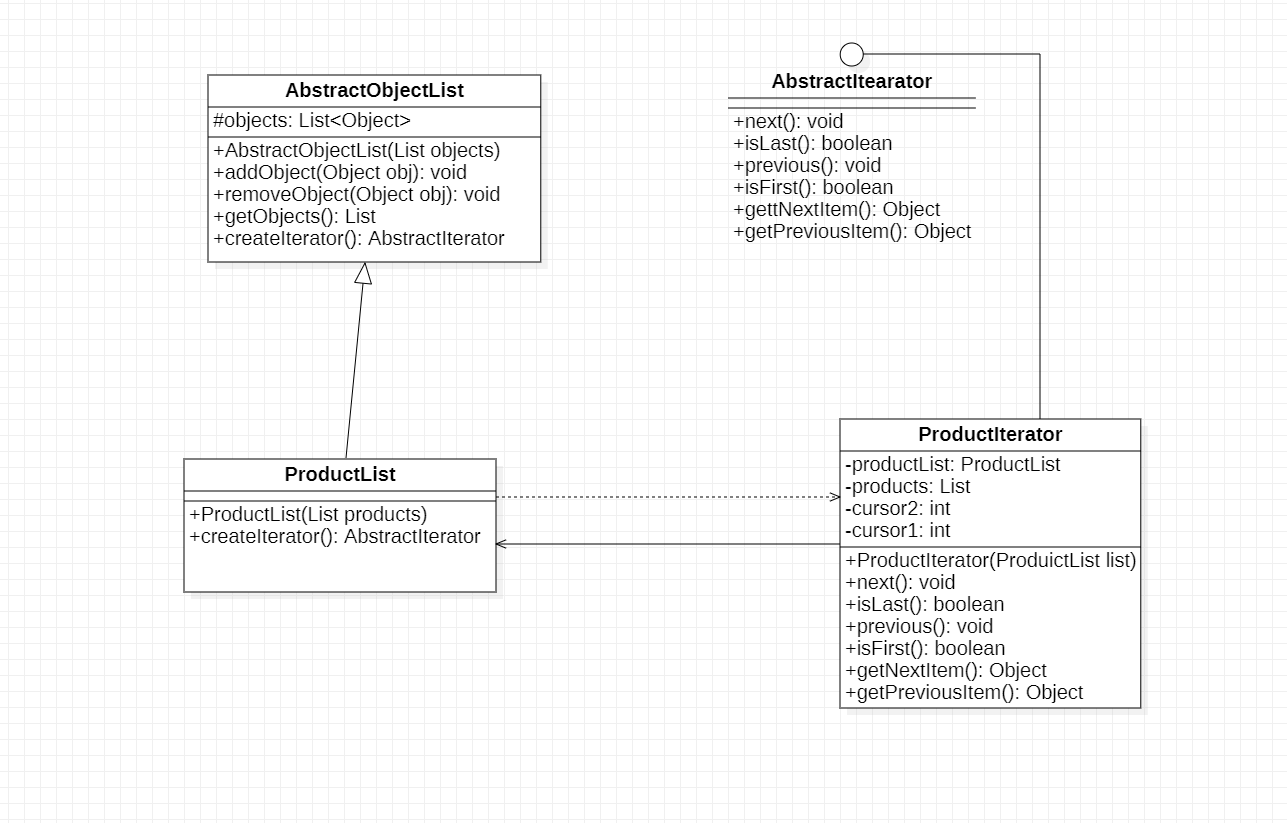 AbstractObjectList
#objects: List<Object>
+AbstractObjectList(List objects)
+addObject(Object obj): void
+removeObject(Object obj): void
+getObjects(): List
+createIterator(): AbstractIterator
AbstractItearator
+next(): void
+isLast(): boolean
+previous(): void
+isFirst(): boolean
+gettNextItem(): Object
+getPreviousItem(): Object
ProductList
+ProductList(List products)
+createIterator(): AbstractIterator
ProductIterator
-productList: ProductList
-products: List
-cursor2: int
-cursor1: int
+ProductIterator(ProduictList list)
+next(): void
+isLast(): boolean
+previous(): void
+isFirst(): boolean
+getNextItem(): Object
+getPreviousItem(): Object